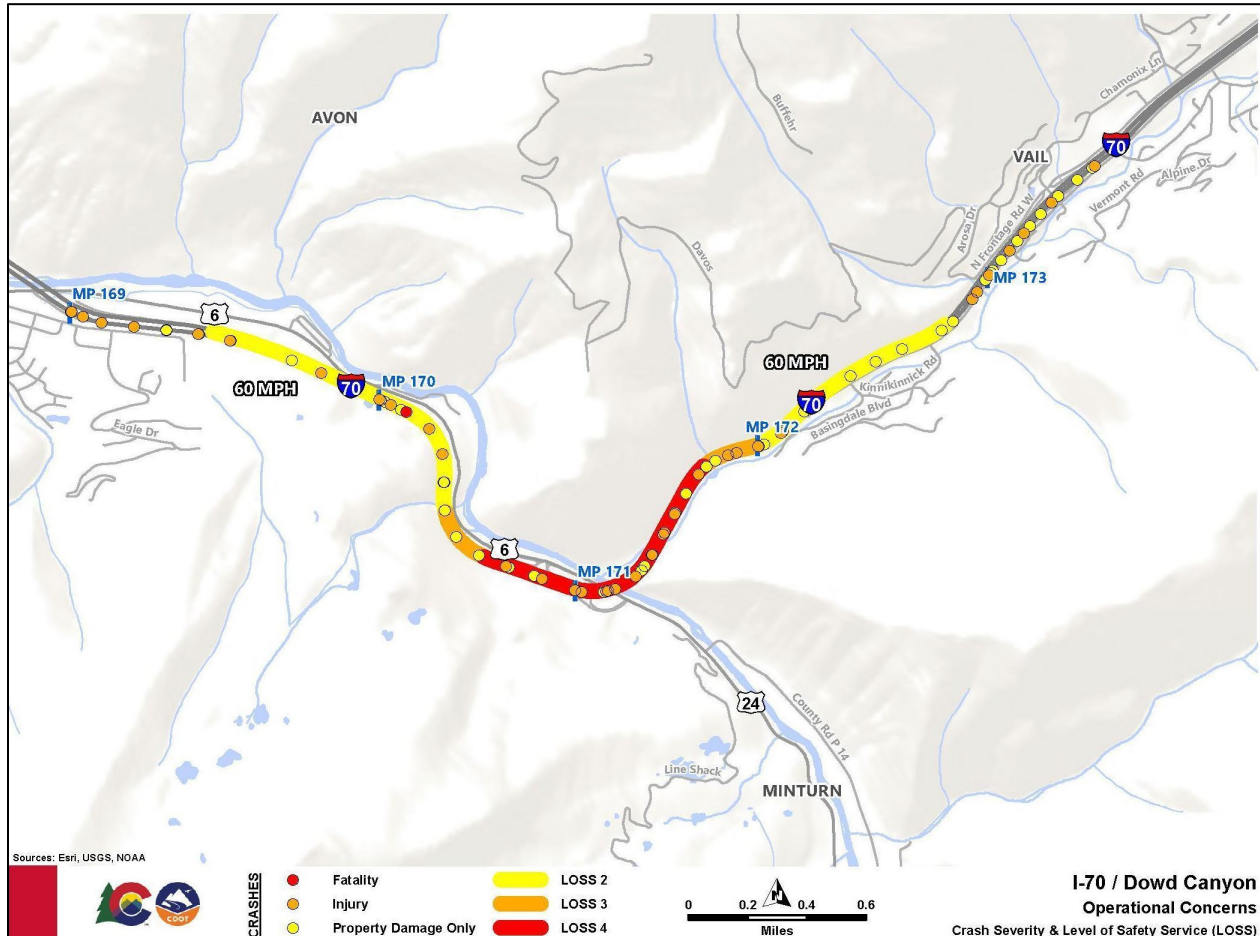 AVON
Buffehr
Chamonix Ln
70
VAIL
Arosa Dr
N Frontage Rd W
Vermont Rd
Alpine Dr
Davos
MP 169
6
MP 173
60 MPH
60 MPH
70
MP 170
Kinnikinnick Rd
70
Basingdale Blvd
Eagle Dr
MP 172
6
MP 171
24
County Rd P 14
Line Shack
MINTURN
Sources: Esri, USGS, NOAA
CRASHES
Fatality
Injury
Property Damage Only
LOSS 2
LOSS 3
LOSS 4
N
0 0.2 0.4 0.6
Miles
C
CDOT
I-70 / Dowd Canyon
Operational Concerns
Crash Severity & Level of Safety Service (LOSS)